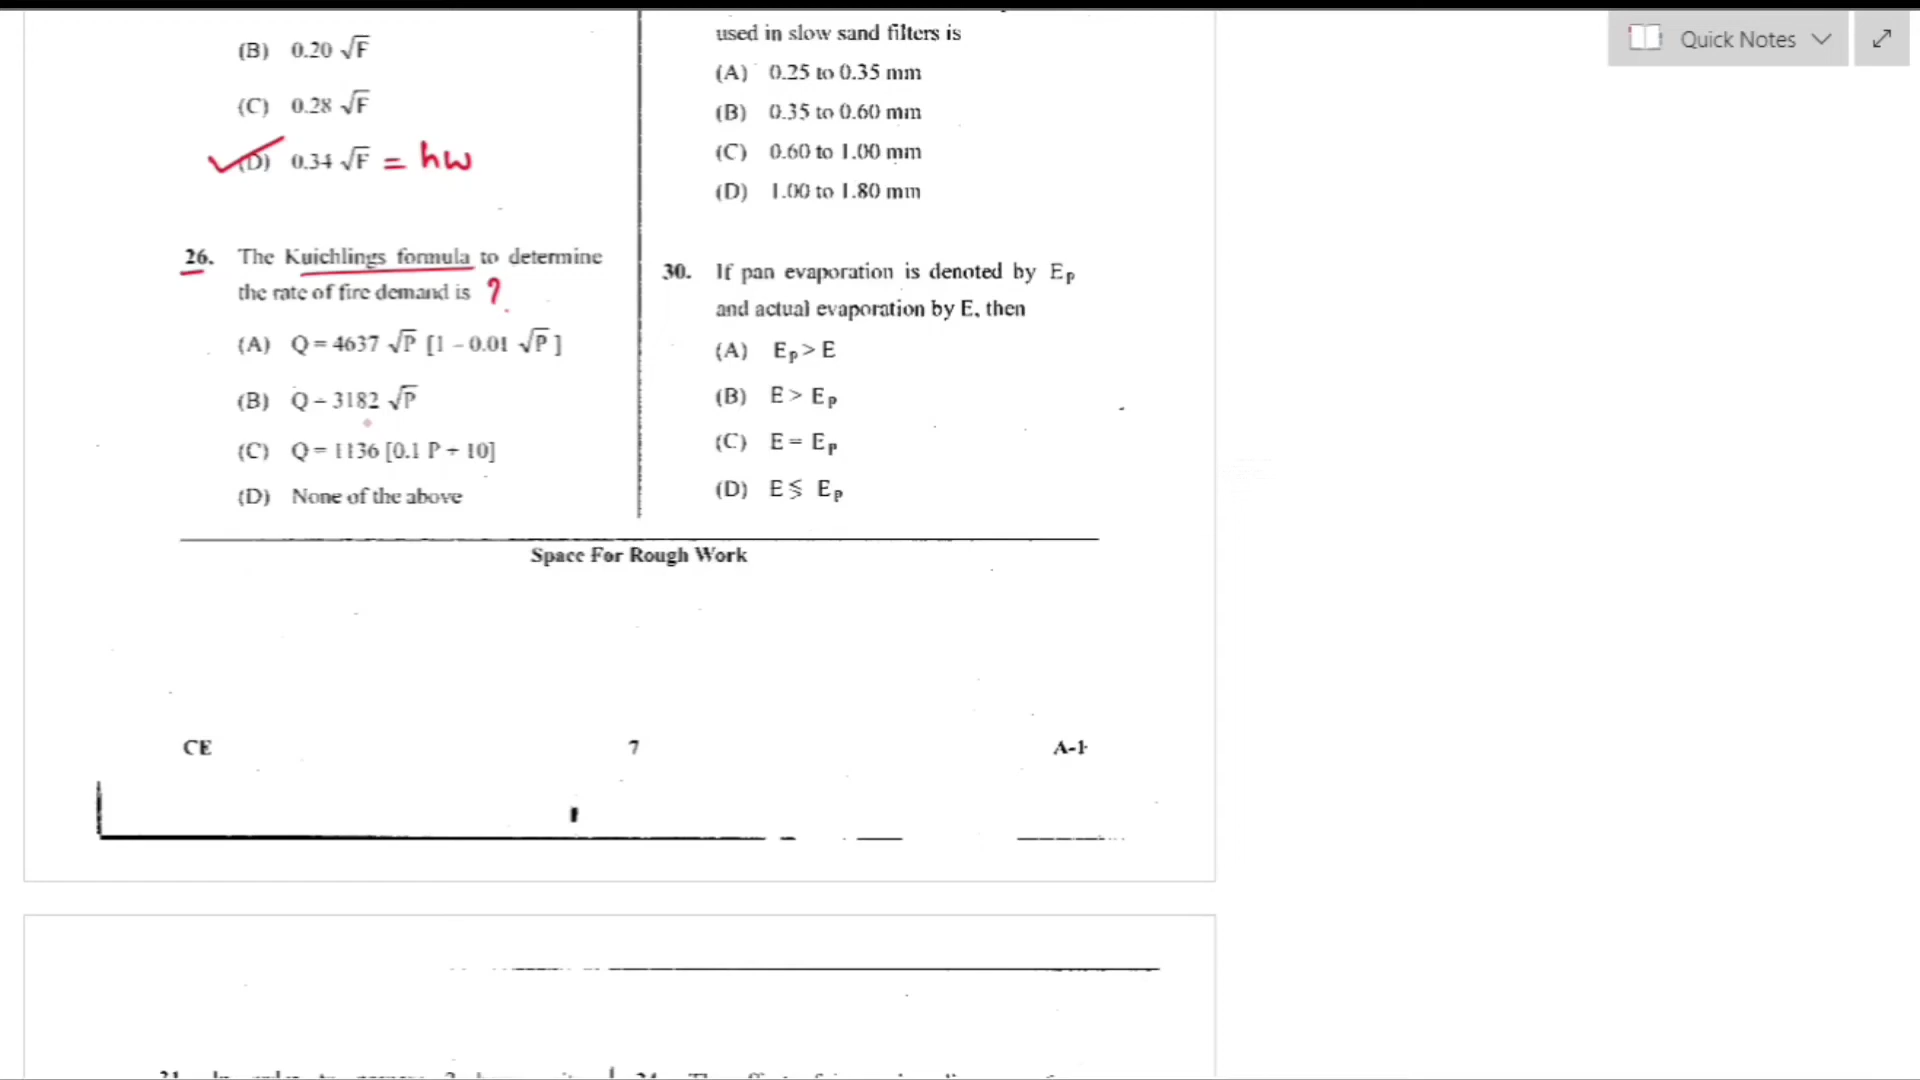 Quick Notes
(B) 0.20 √F
(C) 0.28 √F
(D) 0.34 √F = hw
26. The Kuichlings formula to determine
the rate of fire demand is ?
(A) Q = 4637 √P [1 – 0.01 √P ]
(B) Q – 3182 √P
(C) Q = 1136 [0.1 P + 10]
(D) None of the above
used in slow sand filters is
(A) 0.25 to 0.35 mm
(B) 0.35 to 0.60 mm
(C) 0.60 to 1.00 mm
(D) 1.00 to 1.80 mm
30. If pan evaporation is denoted by Ep
and actual evaporation by E, then
(A) Ep > E
(B) E > Ep
(C) E = Ep
(D) E ≤ Ep
Space For Rough Work
CE 7 A-1